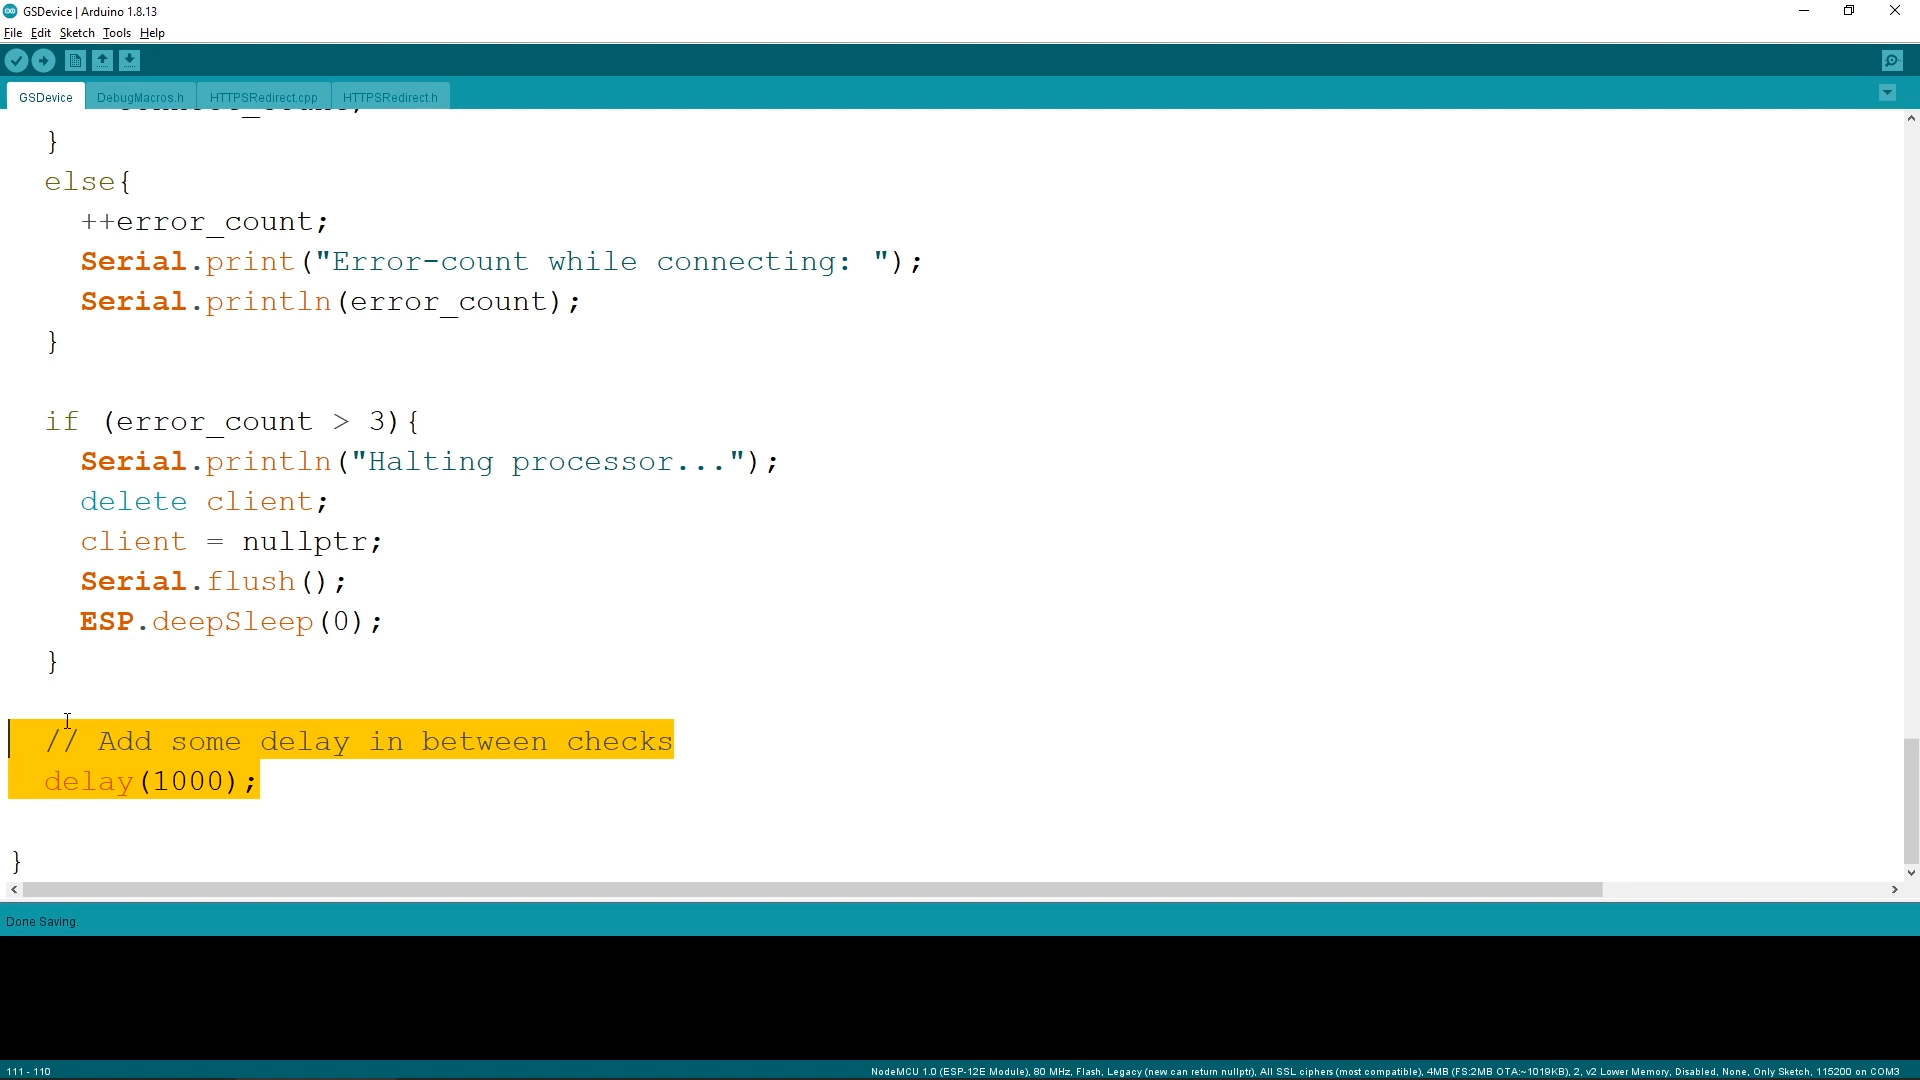 GSDevice | Arduino 1.8.13
File Edit Sketch Tools Help
GSDevice DebugMacros.h HTTPSRedirect.cpp HTTPSRedirect.h
}
else{
++error_count;
Serial.print("Error-count while connecting: ");
Serial.println(error_count);
}
if (error_count > 3){
Serial.println("Halting processor...");
delete client;
client = nullptr;
Serial.flush();
ESP.deepSleep(0);
}
// Add some delay in between checks
delay(1000);
}
Done Saving.
111 - 110 NodeMCU 1.0 (ESP-12E Module), 80 MHz, Flash, Legacy (new can return nullptr), All SSL ciphers (most compatible), 4MB (FS:2MB OTA:~1019KB), 2, v2 Lower Memory, Disabled, None, Only Sketch, 115200 on COM3